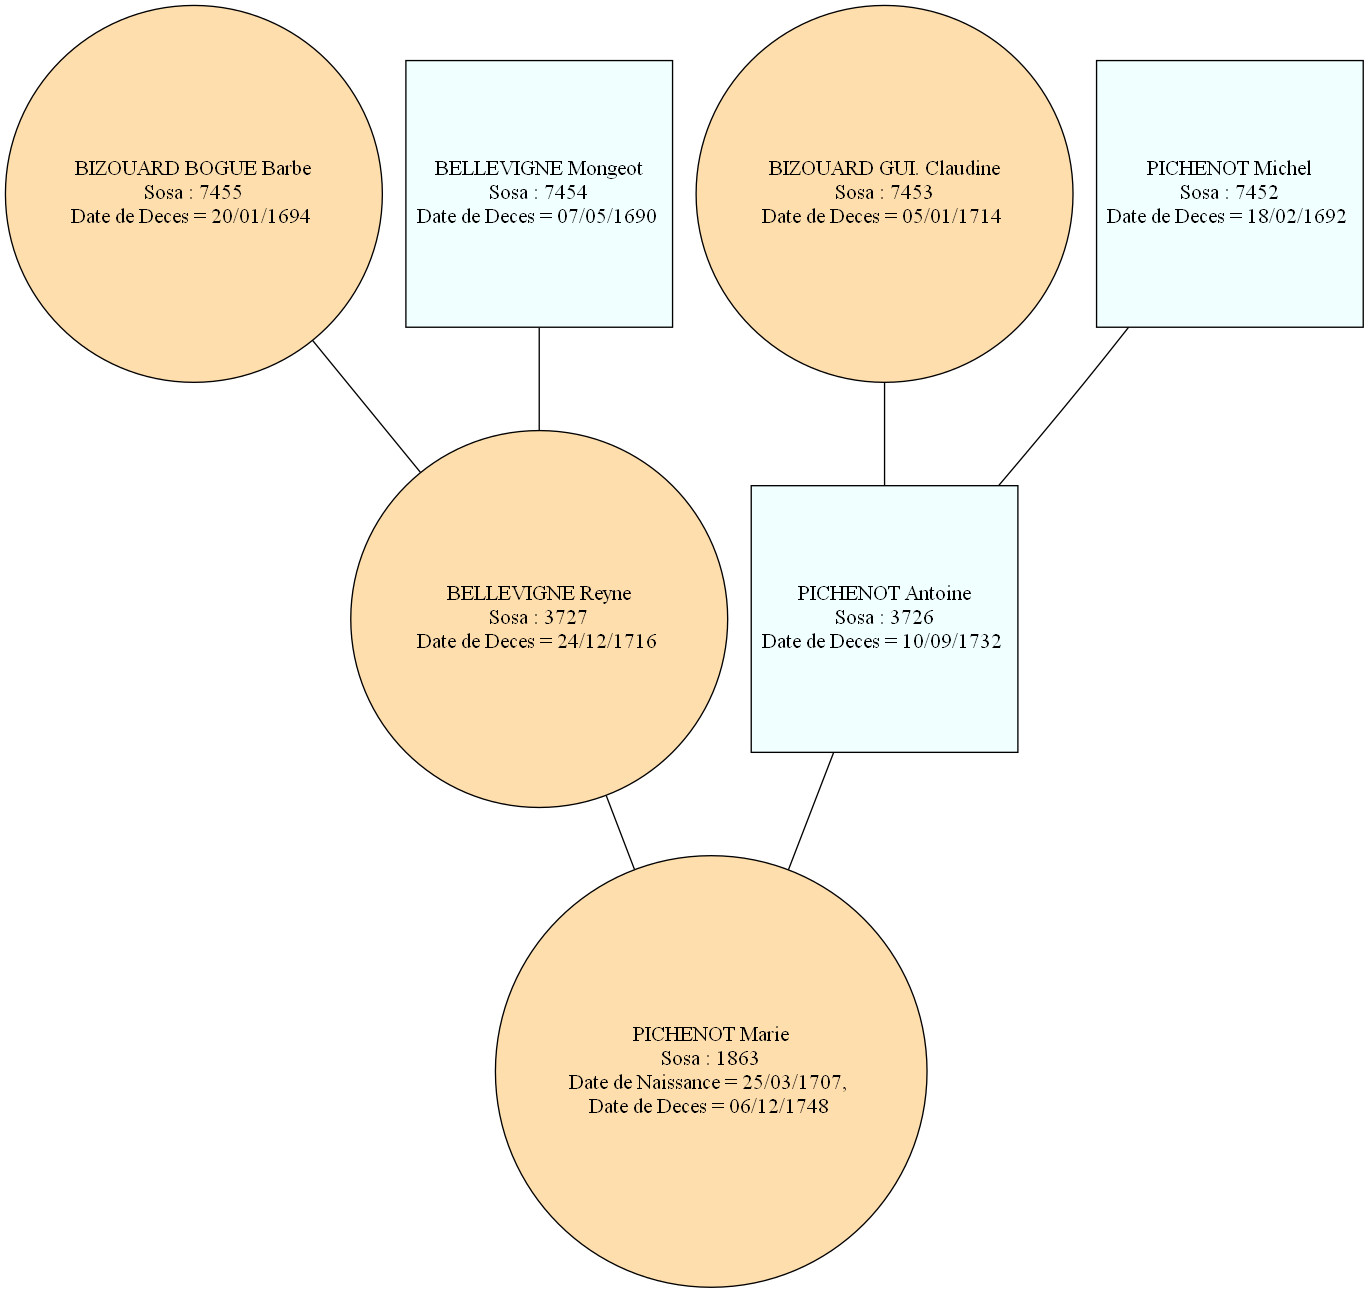 BIZOUARD BOGUE Barbe
Sosa : 7455
Date de Deces = 20/01/1694
BELLEVIGNE Mongeot
Sosa : 7454
Date de Deces = 07/05/1690
BIZOUARD GUI. Claudine
Sosa : 7453
Date de Deces = 05/01/1714
PICHENOT Michel
Sosa : 7452
Date de Deces = 18/02/1692
BELLEVIGNE Reyne
Sosa : 3727
Date de Deces = 24/12/1716
PICHENOT Antoine
Sosa : 3726
Date de Deces = 10/09/1732
PICHENOT Marie
Sosa : 1863
Date de Naissance = 25/03/1707,
Date de Deces = 06/12/1748